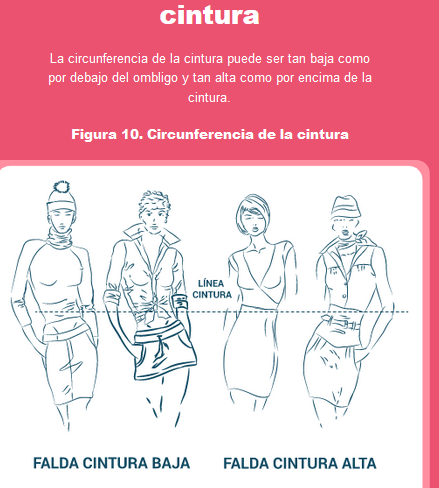 cintura
La circunferencia de la cintura puede ser tan baja como
por debajo del ombligo y tan alta como por encima de la
cintura.
Figura 10. Circunferencia de la cintura
LÍNEA
CINTURA
FALDA CINTURA BAJA
FALDA CINTURA ALTA